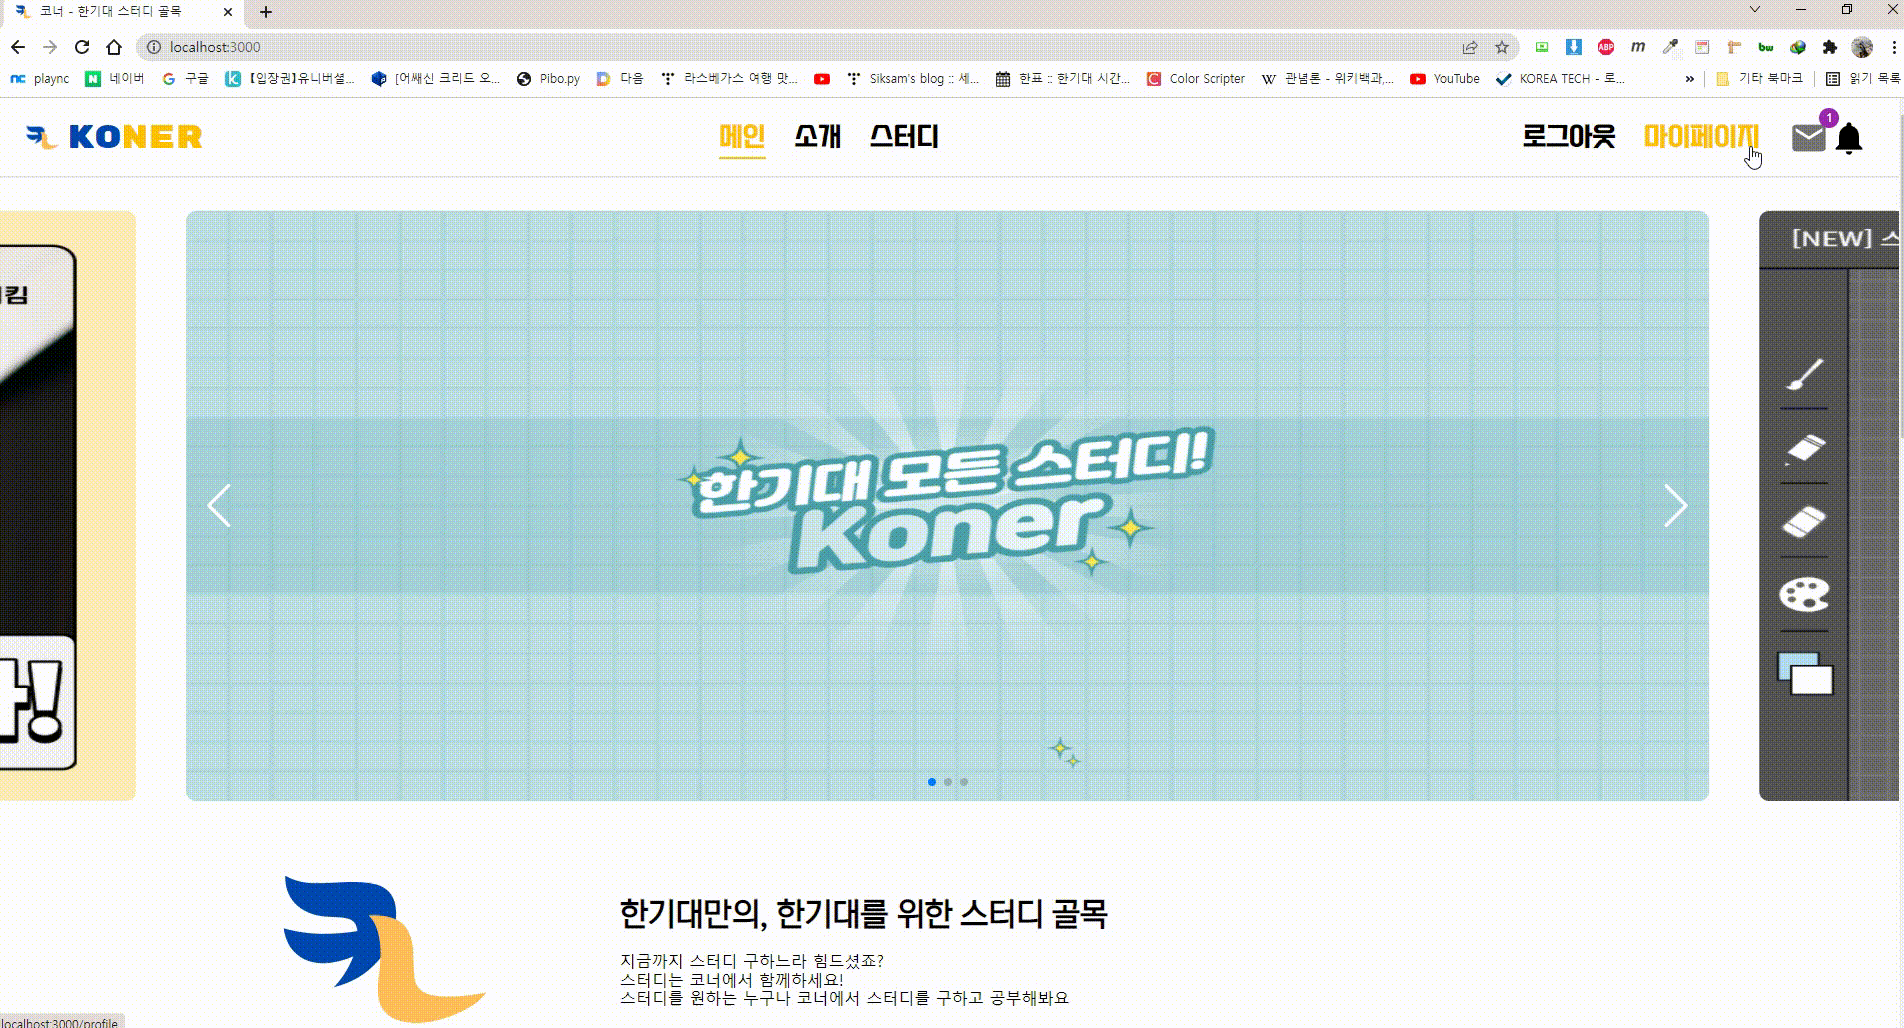 코너 - 한기대 스터디 골목
localhost:3000
plaync 네이버 구글 【입장권】유니버셜... [어쌔신 크리드 오... Pibo.py 다음 라스베가스 여행 맛... Siksam's blog :: 세... 한표 :: 한기대 시간... Color Scripter 관념론 - 위키백과,... YouTube KOREA TECH - 로... » 기타 북마크 읽기 목록
KONER 메인 소개 스터디 로그아웃 마이페이지 1
[NEW] 스
킴
한기대 모든 스터디!
Koner
!
한기대만의, 한기대를 위한 스터디 골목
지금까지 스터디 구하느라 힘드셨죠?
스터디는 코너에서 함께하세요!
스터디를 원하는 누구나 코너에서 스터디를 구하고 공부해봐요
localhost:3000/profile